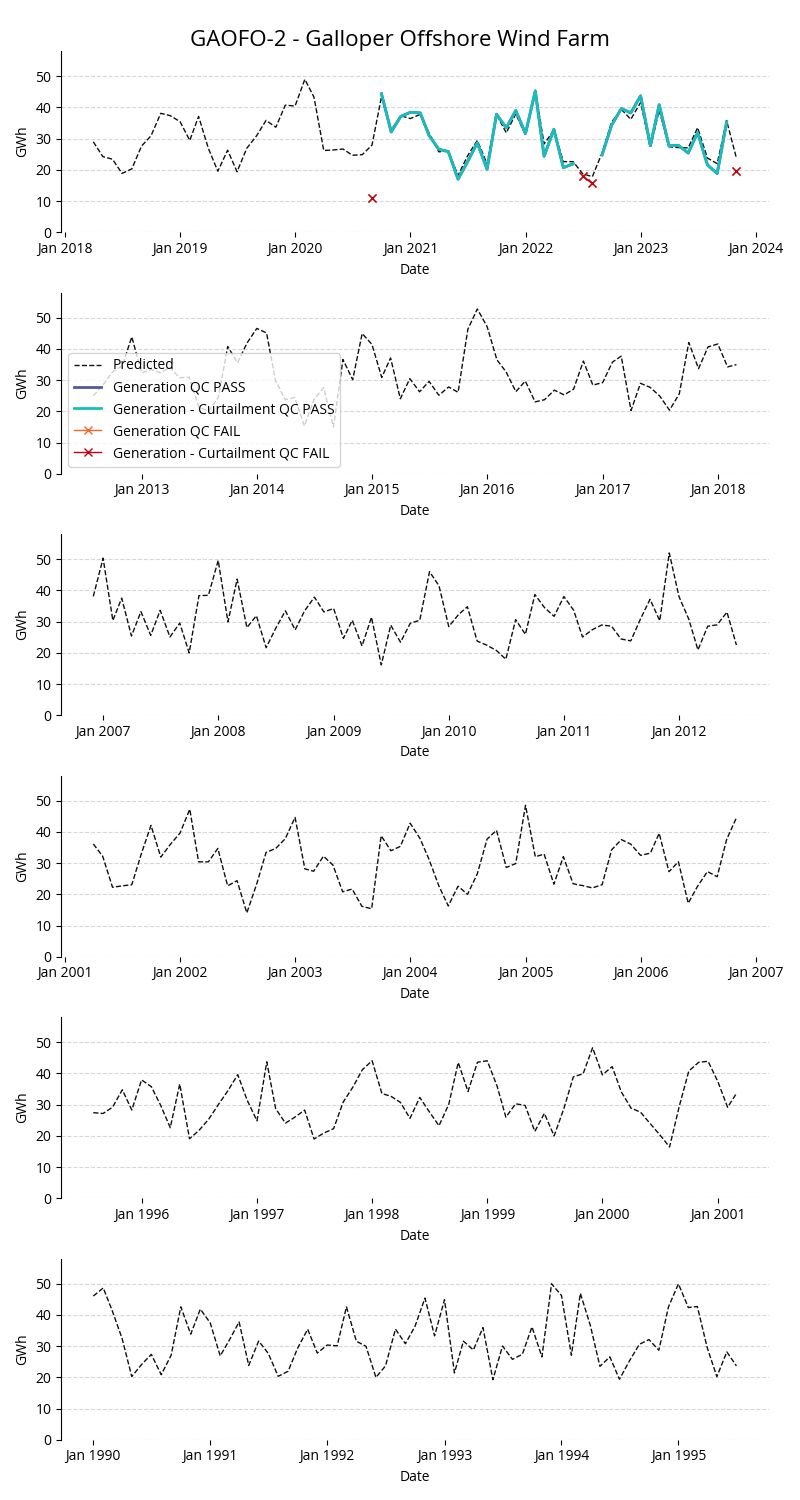 GAOFO-2 - Galloper Offshore Wind Farm
50
40
30
20
10
0
GWh
Jan 2018 Jan 2019 Jan 2020 Jan 2021 Jan 2022 Jan 2023 Jan 2024
Date
50
40
30
20
10
0
GWh
Predicted
Generation QC PASS
Generation - Curtailment QC PASS
Generation QC FAIL
Generation - Curtailment QC FAIL
Jan 2013 Jan 2014 Jan 2015 Jan 2016 Jan 2017 Jan 2018
Date
50
40
30
20
10
0
GWh
Jan 2007 Jan 2008 Jan 2009 Jan 2010 Jan 2011 Jan 2012
Date
50
40
30
20
10
0
GWh
Jan 2001 Jan 2002 Jan 2003 Jan 2004 Jan 2005 Jan 2006 Jan 2007
Date
50
40
30
20
10
0
GWh
Jan 1996 Jan 1997 Jan 1998 Jan 1999 Jan 2000 Jan 2001
Date
50
40
30
20
10
0
GWh
Jan 1990 Jan 1991 Jan 1992 Jan 1993 Jan 1994 Jan 1995
Date